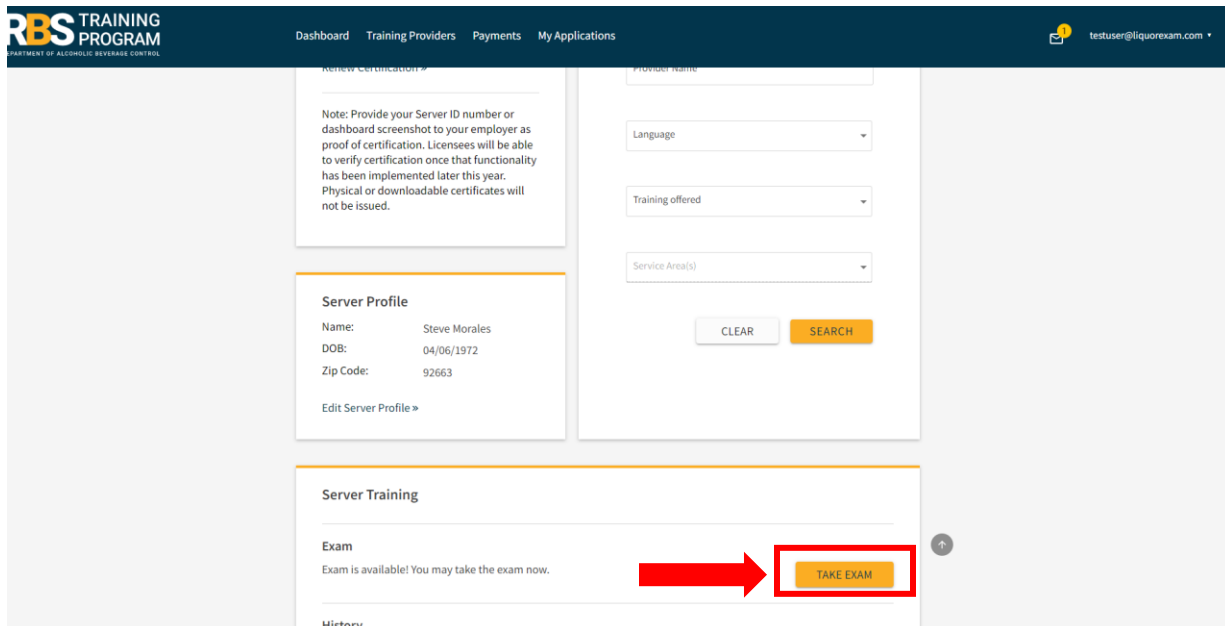 RBS TRAINING PROGRAM
DEPARTMENT OF ALCOHOLIC BEVERAGE CONTROL
Dashboard Training Providers Payments My Applications
1
testuser@liquorexam.com
Renew Certification »
Note: Provide your Server ID number or
dashboard screenshot to your employer as
proof of certification. Licensees will be able
to verify certification once that functionality
has been implemented later this year.
Physical or downloadable certificates will
not be issued.
Provider Name
Language
Training offered
Service Area(s)
CLEAR SEARCH
Server Profile
Name: Steve Morales
DOB: 04/06/1972
Zip Code: 92663
Edit Server Profile »
Server Training
Exam
Exam is available! You may take the exam now.
TAKE EXAM
History